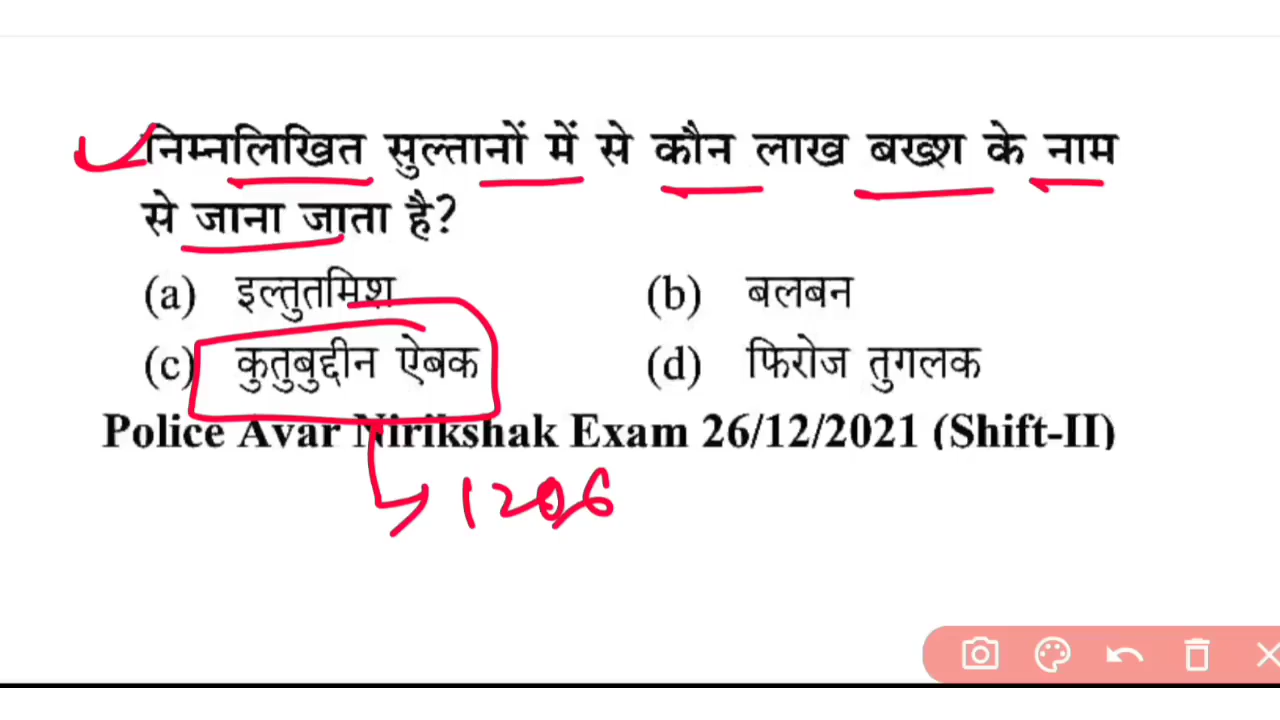 निम्नलिखित सुल्तानों में से कौन लाख बख्श के नाम
से जाना जाता है?
(a) इल्तुतमिश (b) बलबन
(c) कुतुबुद्दीन ऐबक (d) फिरोज तुगलक
Police Avar Nirikshak Exam 26/12/2021 (Shift-II)
1206